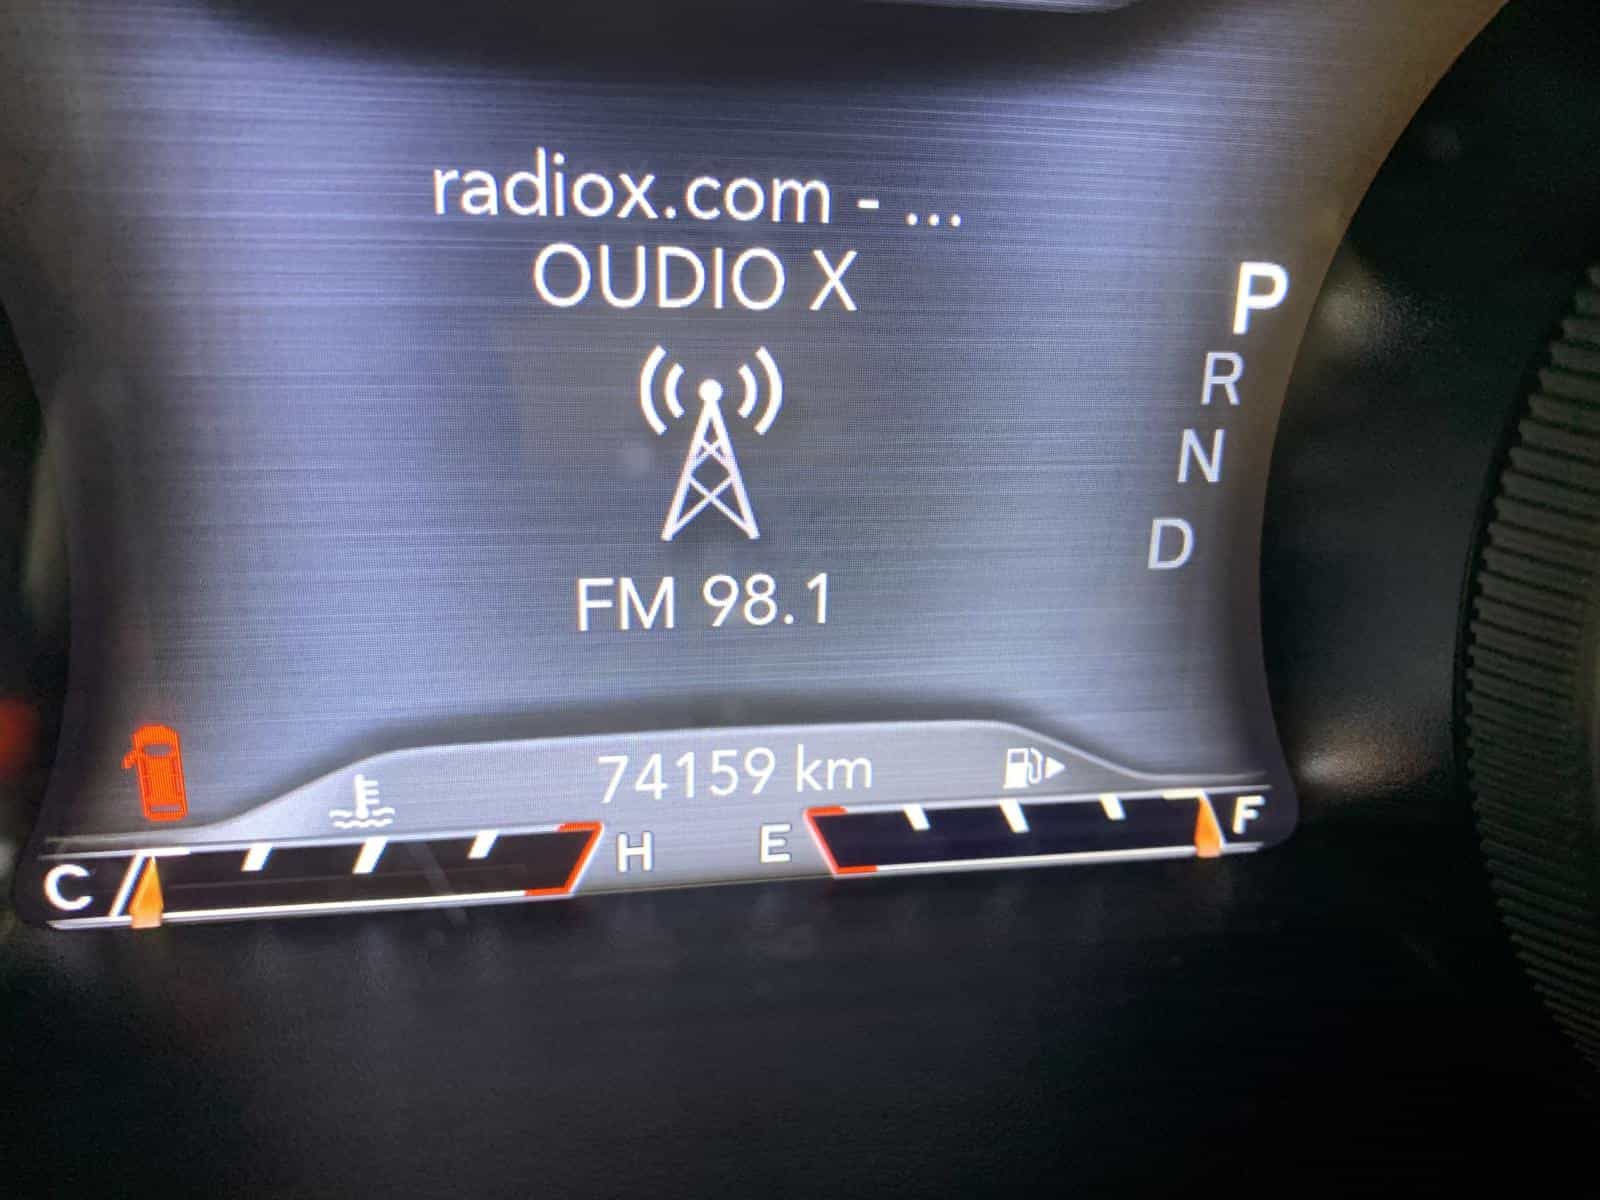 radiox.com - ...
OUDIO X
P
R
N
D
FM 98.1
74159 km
C
H
E
F